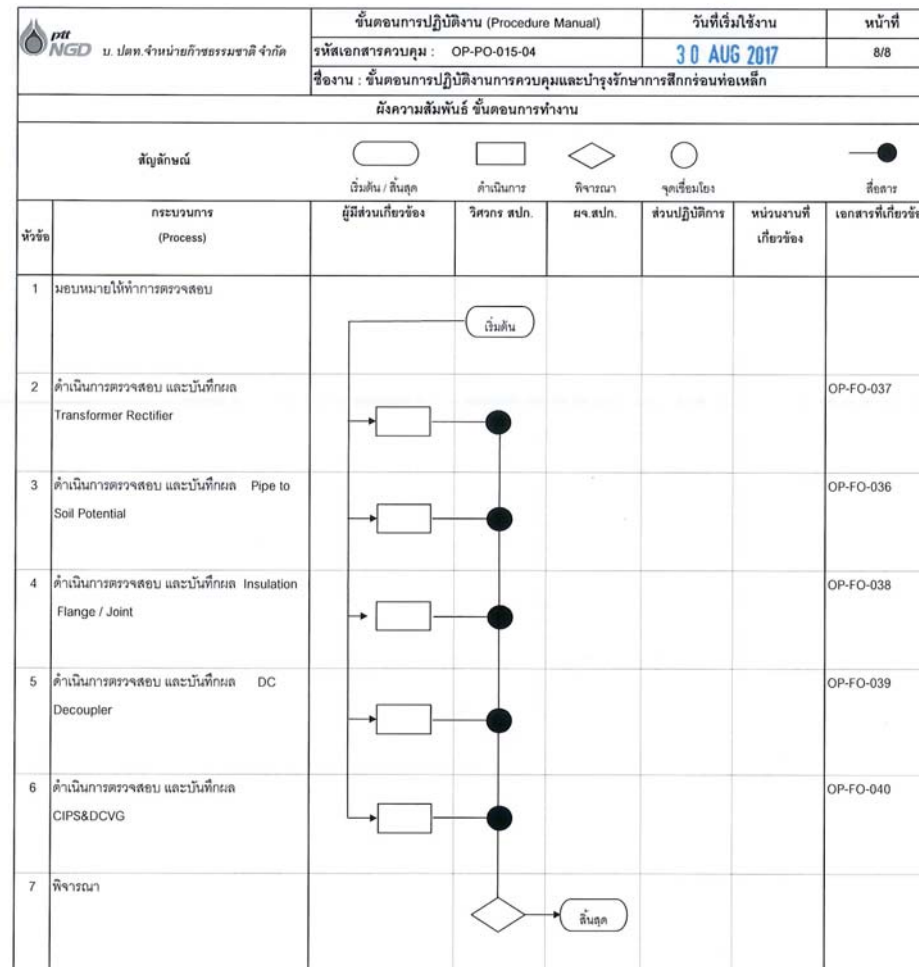 ptt
NGD บ. ปตท.จำหน่ายก๊าซธรรมชาติ จำกัด
ขั้นตอนการปฏิบัติงาน (Procedure Manual)
วันที่เริ่มใช้งาน
หน้าที่
รหัสเอกสารควบคุม : OP-PO-015-04
30 AUG 2017
8/8
ชื่องาน : ขั้นตอนการปฏิบัติงานการควบคุมและบำรุงรักษาการสึกกร่อนท่อเหล็ก
ผังความสัมพันธ์ ขั้นตอนการทำงาน
สัญลักษณ์
เริ่มต้น / สิ้นสุด
ดำเนินการ
พิจารณา
จุดเชื่อมโยง
สื่อสาร
หัวข้อ
กระบวนการ
(Process)
ผู้มีส่วนเกี่ยวข้อง
วิศวกร สปก.
ผจ.สปก.
ส่วนปฏิบัติการ
หน่วยงานที่
เกี่ยวข้อง
เอกสารที่เกี่ยวข้อ
1 มอบหมายให้ทำการตรวจสอบ
เริ่มต้น
2 ดำเนินการตรวจสอบ และบันทึกผล
Transformer Rectifier
OP-FO-037
3 ดำเนินการตรวจสอบ และบันทึกผล Pipe to
Soil Potential
OP-FO-036
4 ดำเนินการตรวจสอบ และบันทึกผล Insulation
Flange / Joint
OP-FO-038
5 ดำเนินการตรวจสอบ และบันทึกผล DC
Decoupler
OP-FO-039
6 ดำเนินการตรวจสอบ และบันทึกผล
CIPS&DCVG
OP-FO-040
7 พิจารณา
สิ้นสุด